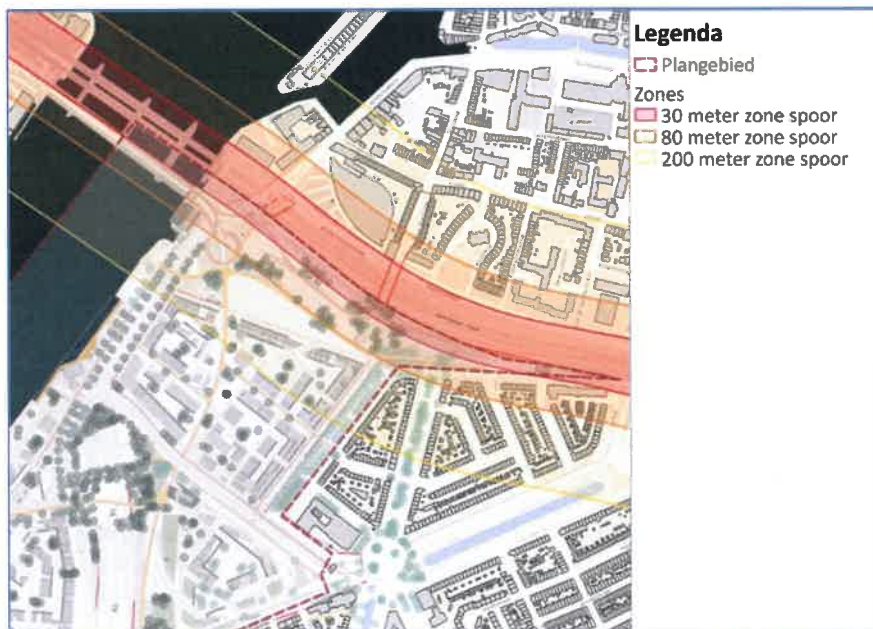 Legenda
Plangebied
Zones
30 meter zone spoor
80 meter zone spoor
200 meter zone spoor